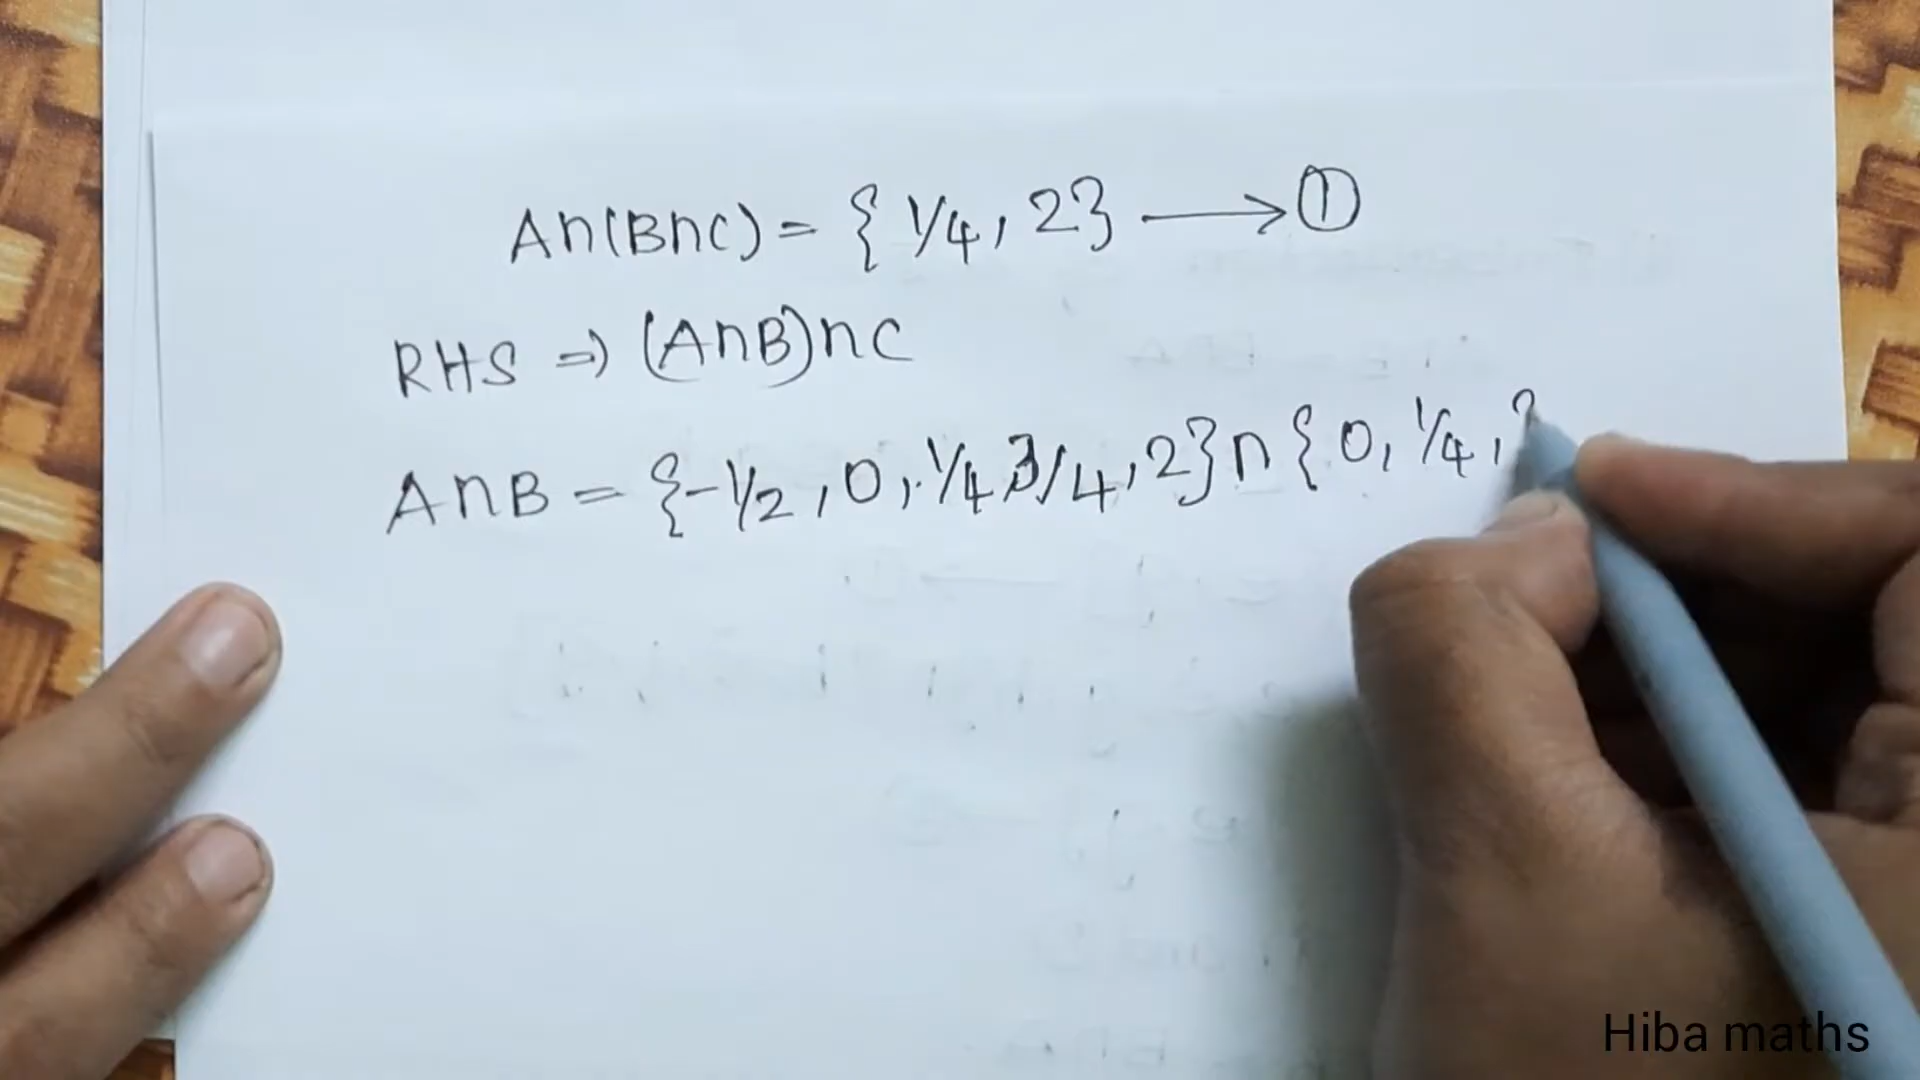 A∩(B∩C) = { 1/4, 2} ⟶ ①
RHS ⇒ (A∩B)∩C
A∩B = {-1/2, 0, 1/4 3/4, 2} ∩ { 0, 1/4,
Hiba maths